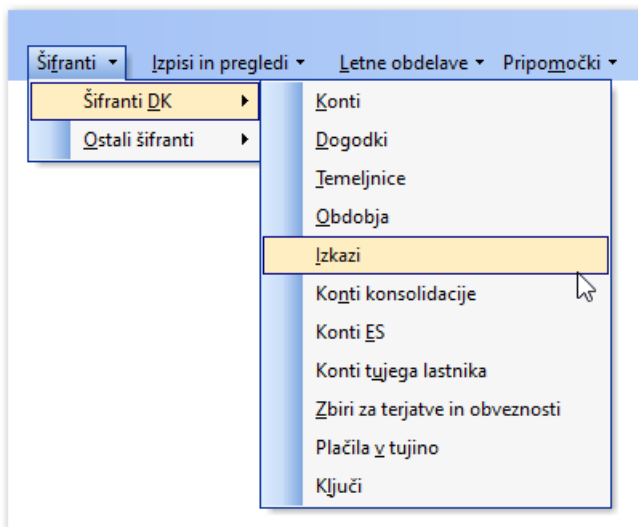 Šifranti Izpisi in pregledi Letne obdelave Pripomočki
Šifranti DK
Ostali šifranti
Konti
Dogodki
Temeljnice
Obdobja
Izkazi
Konti konsolidacije
Konti ES
Konti tujega lastnika
Zbiri za terjatve in obveznosti
Plačila v tujino
Ključi